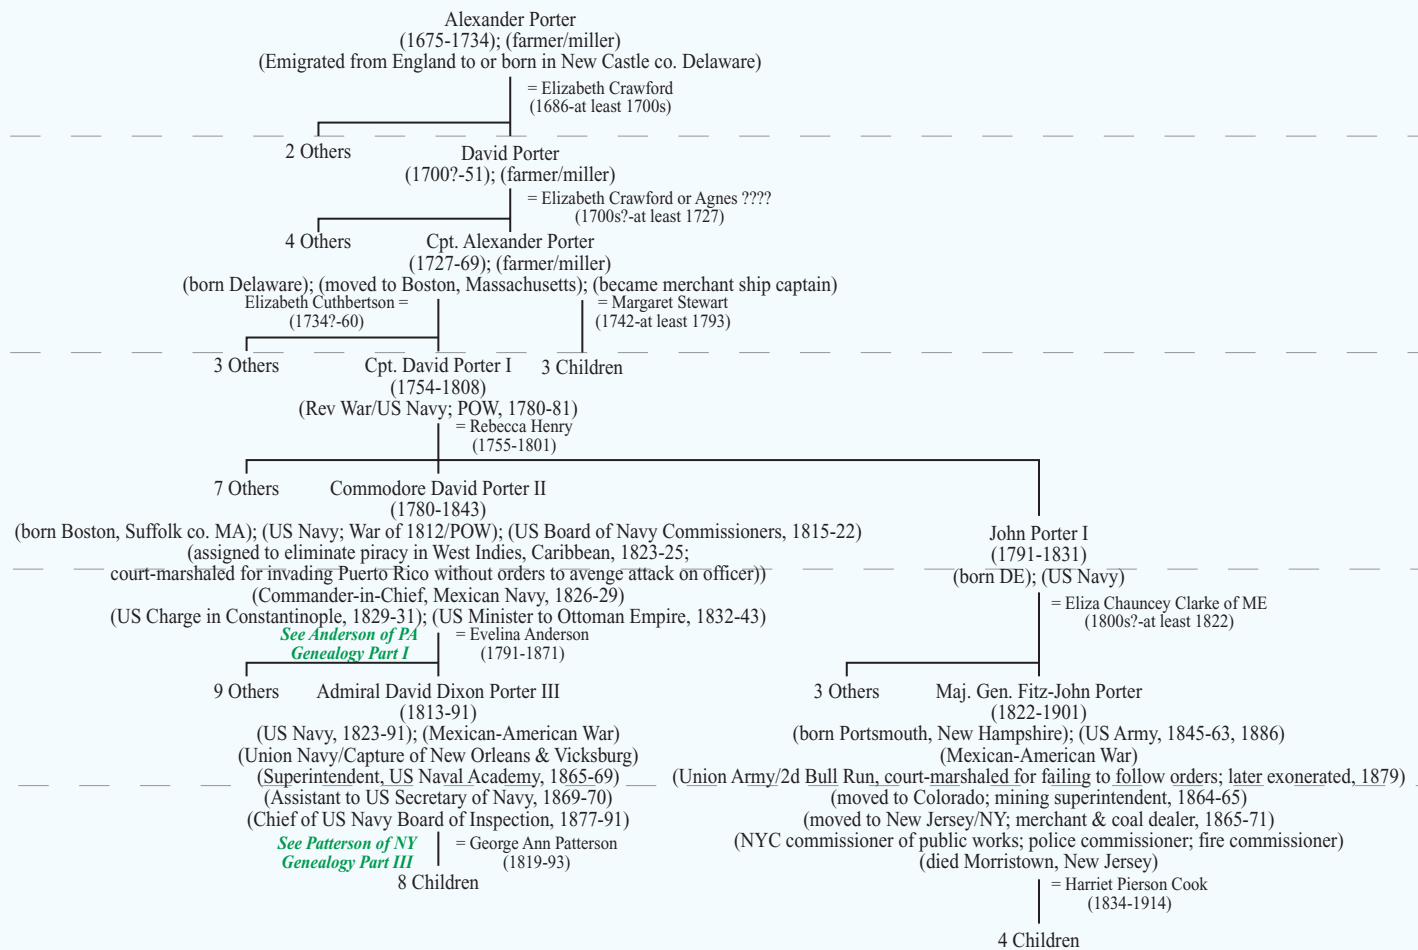 Alexander Porter
(1675-1734); (farmer/miller)
(Emigrated from England to or born in New Castle co. Delaware)
= Elizabeth Crawford
(1686-at least 1700s)
2 Others
David Porter
(1700?-51); (farmer/miller)
= Elizabeth Crawford or Agnes ????
(1700s?-at least 1727)
4 Others
Cpt. Alexander Porter
(1727-69); (farmer/miller)
(born Delaware); (moved to Boston, Massachusetts); (became merchant ship captain)
Elizabeth Cuthbertson =
(1734?-60)
= Margaret Stewart
(1742-at least 1793)
3 Others
Cpt. David Porter I
3 Children
(1754-1808)
(Rev War/US Navy; POW, 1780-81)
= Rebecca Henry
(1755-1801)
7 Others
Commodore David Porter II
(1780-1843)
(born Boston, Suffolk co. MA); (US Navy; War of 1812/POW); (US Board of Navy Commissioners, 1815-22)
(assigned to eliminate piracy in West Indies, Caribbean, 1823-25;
court-marshaled for invading Puerto Rico without orders to avenge attack on officer))
(Commander-in-Chief, Mexican Navy, 1826-29)
(US Charge in Constantinople, 1829-31); (US Minister to Ottoman Empire, 1832-43)
See Anderson of PA
Genealogy Part I
= Evelina Anderson
(1791-1871)
John Porter I
(1791-1831)
(born DE); (US Navy)
= Eliza Chauncey Clarke of ME
(1800s?-at least 1822)
9 Others
Admiral David Dixon Porter III
(1813-91)
(US Navy, 1823-91); (Mexican-American War)
(Union Navy/Capture of New Orleans & Vicksburg)
(Superintendent, US Naval Academy, 1865-69)
(Assistant to US Secretary of Navy, 1869-70)
(Chief of US Navy Board of Inspection, 1877-91)
See Patterson of NY
Genealogy Part III
= George Ann Patterson
(1819-93)
8 Children
3 Others
Maj. Gen. Fitz-John Porter
(1822-1901)
(born Portsmouth, New Hampshire); (US Army, 1845-63, 1886)
(Mexican-American War)
(Union Army/2d Bull Run, court-marshaled for failing to follow orders; later exonerated, 1879)
(moved to Colorado; mining superintendent, 1864-65)
(moved to New Jersey/NY; merchant & coal dealer, 1865-71)
(NYC commissioner of public works; police commissioner; fire commissioner)
(died Morristown, New Jersey)
= Harriet Pierson Cook
(1834-1914)
4 Children